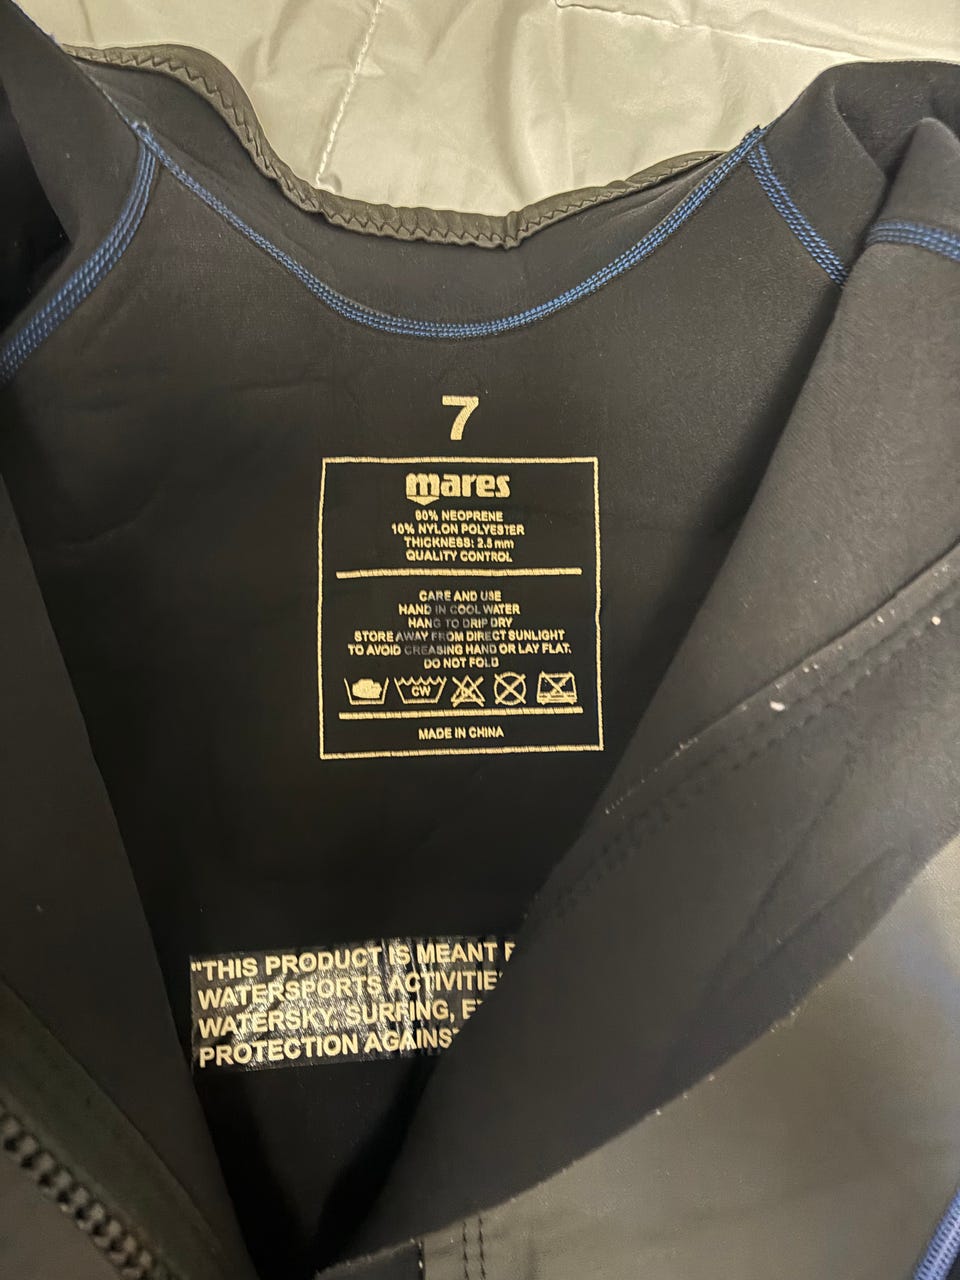 7
mares
90% NEOPRENE
10% NYLON POLYESTER
THICKNESS: 2.5 mm
QUALITY CONTROL
CARE AND USE
HAND IN COOL WATER
HANG TO DRIP DRY
STORE AWAY FROM DIRECT SUNLIGHT
TO AVOID CREASING HAND OR LAY FLAT.
DO NOT FOLD
CW
MADE IN CHINA
"THIS PRODUCT IS MEANT F
WATERSPORTS ACTIVITIE
WATERSKY, SURFING, E
PROTECTION AGAINS